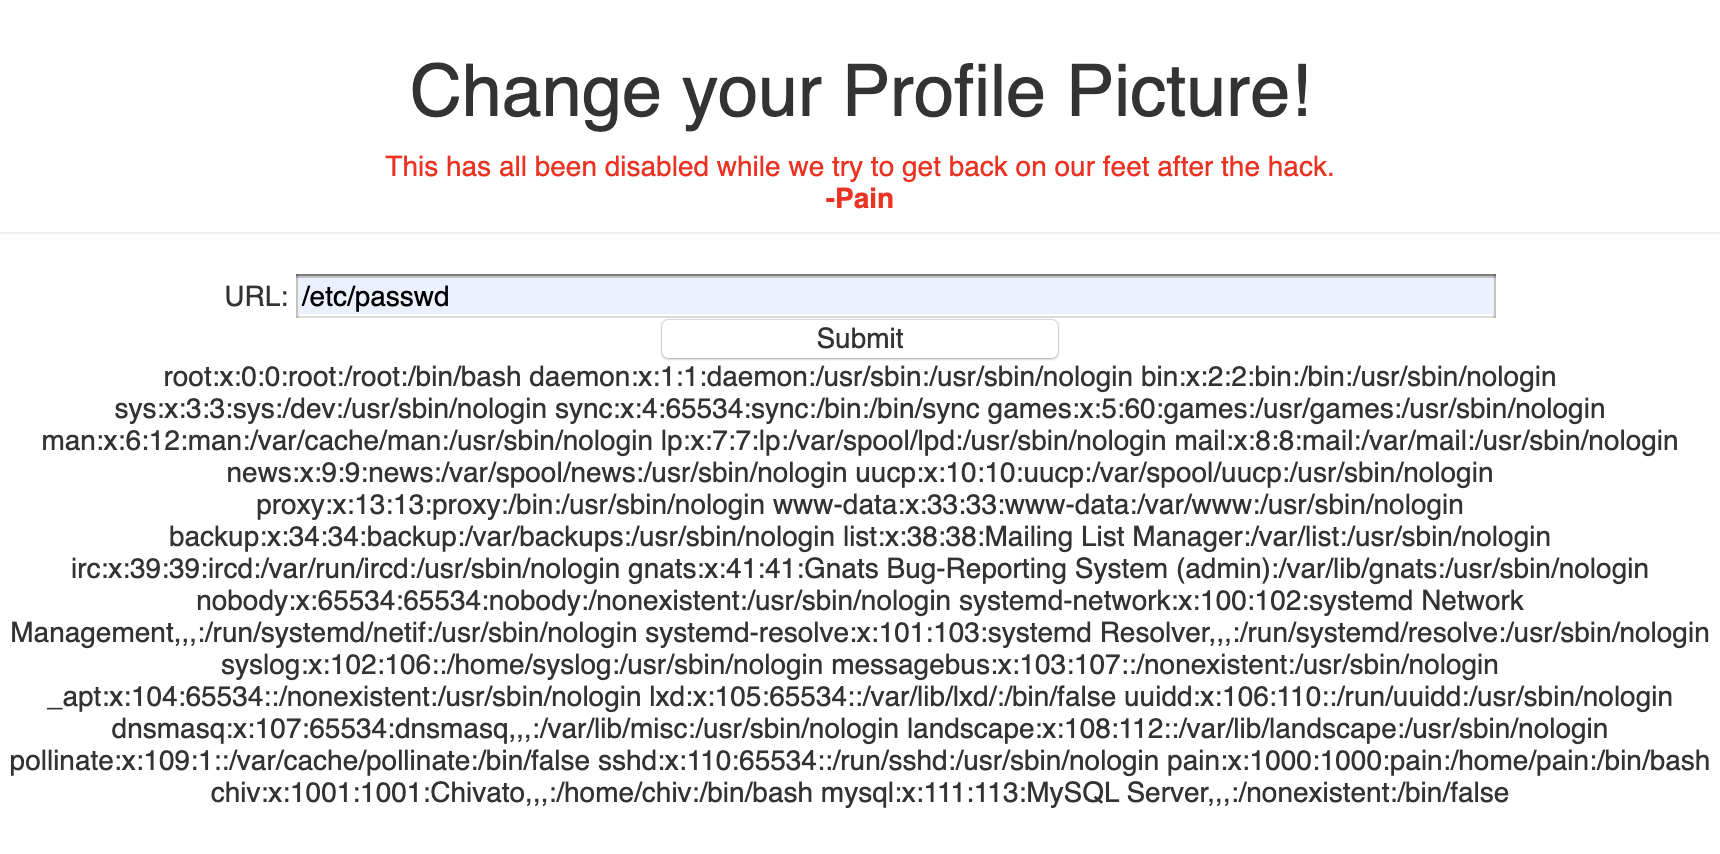 Change your Profile Picture!
This has all been disabled while we try to get back on our feet after the hack.
-Pain
URL: /etc/passwd
Submit
root:x:0:0:root:/root:/bin/bash daemon:x:1:1:daemon:/usr/sbin:/usr/sbin/nologin bin:x:2:2:bin:/bin:/usr/sbin/nologin
sys:x:3:3:sys:/dev:/usr/sbin/nologin sync:x:4:65534:sync:/bin:/bin/sync games:x:5:60:games:/usr/games:/usr/sbin/nologin
man:x:6:12:man:/var/cache/man:/usr/sbin/nologin lp:x:7:7:lp:/var/spool/lpd:/usr/sbin/nologin mail:x:8:8:mail:/var/mail:/usr/sbin/nologin
news:x:9:9:news:/var/spool/news:/usr/sbin/nologin uucp:x:10:10:uucp:/var/spool/uucp:/usr/sbin/nologin
proxy:x:13:13:proxy:/bin:/usr/sbin/nologin www-data:x:33:33:www-data:/var/www:/usr/sbin/nologin
backup:x:34:34:backup:/var/backups:/usr/sbin/nologin list:x:38:38:Mailing List Manager:/var/list:/usr/sbin/nologin
irc:x:39:39:ircd:/var/run/ircd:/usr/sbin/nologin gnats:x:41:41:Gnats Bug-Reporting System (admin):/var/lib/gnats:/usr/sbin/nologin
nobody:x:65534:65534:nobody:/nonexistent:/usr/sbin/nologin systemd-network:x:100:102:systemd Network
Management,,,:/run/systemd/netif:/usr/sbin/nologin systemd-resolve:x:101:103:systemd Resolver,,,:/run/systemd/resolve:/usr/sbin/nologin
syslog:x:102:106::/home/syslog:/usr/sbin/nologin messagebus:x:103:107::/nonexistent:/usr/sbin/nologin
_apt:x:104:65534::/nonexistent:/usr/sbin/nologin lxd:x:105:65534::/var/lib/lxd/:/bin/false uuidd:x:106:110::/run/uuidd:/usr/sbin/nologin
dnsmasq:x:107:65534:dnsmasq,,,:/var/lib/misc:/usr/sbin/nologin landscape:x:108:112::/var/lib/landscape:/usr/sbin/nologin
pollinate:x:109:1::/var/cache/pollinate:/bin/false sshd:x:110:65534::/run/sshd:/usr/sbin/nologin pain:x:1000:1000:pain:/home/pain:/bin/bash
chiv:x:1001:1001:Chivato,,,:/home/chiv:/bin/bash mysql:x:111:113:MySQL Server,,,:/nonexistent:/bin/false